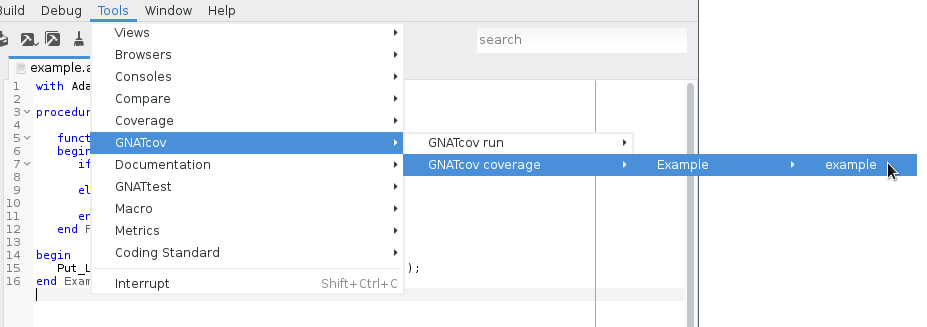 Build Debug Tools Window Help
search
example.a
Views
Browsers
Consoles
Compare
Coverage
GNATcov
Documentation
GNATtest
Macro
Metrics
Coding Standard
Interrupt Shift+Ctrl+C
GNATcov run
GNATcov coverage Example example
1 with Ada
2
3 procedur
4
5 funct
6 begin
7 if
8
9 el
10
11 en
12 end F
13
14 begin
15 Put_L );
16 end Exam